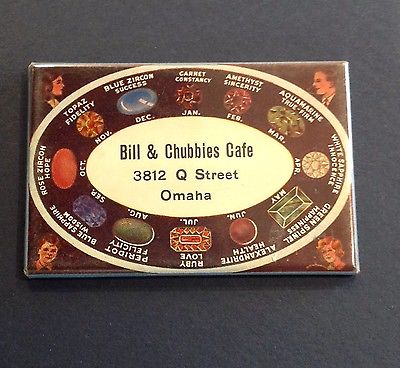 Bill & Chubbies Cafe
3812 Q Street
Omaha
GARNET
CONSTANCY
JAN.
AMETHYST
SINCERITY
FEB.
AQUAMARINE
TRUE-FIRM
MAR.
WHITE SAPPHIRE
INNOCENCE
APR.
GREEN SPINEL
HAPPINESS
MAY
ALEXANDRITE
HEALTH
JUN.
RUBY
LOVE
JUL.
PERIDOT
FELICITY
AUG.
BLUE SAPPHIRE
WISDOM
SEP.
ROSE ZIRCON
HOPE
OCT.
TOPAZ
FIDELITY
NOV.
BLUE ZIRCON
SUCCESS
DEC.